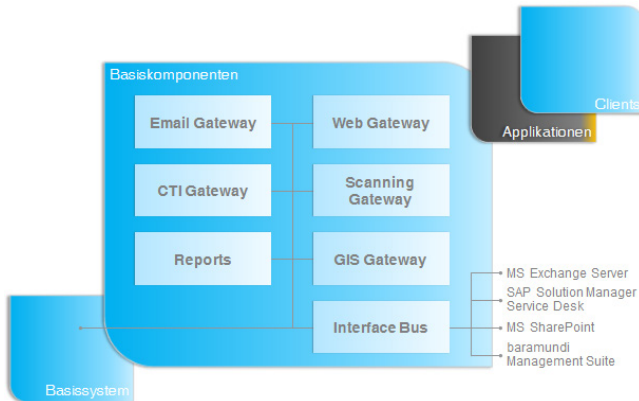 Clients
Applikationen
Basiskomponenten
Email Gateway
Web Gateway
CTI Gateway
Scanning
Gateway
Reports
GIS Gateway
Interface Bus
MS Exchange Server
SAP Solution Manager
Service Desk
MS SharePoint
baramundi
Management Suite
Basissystem